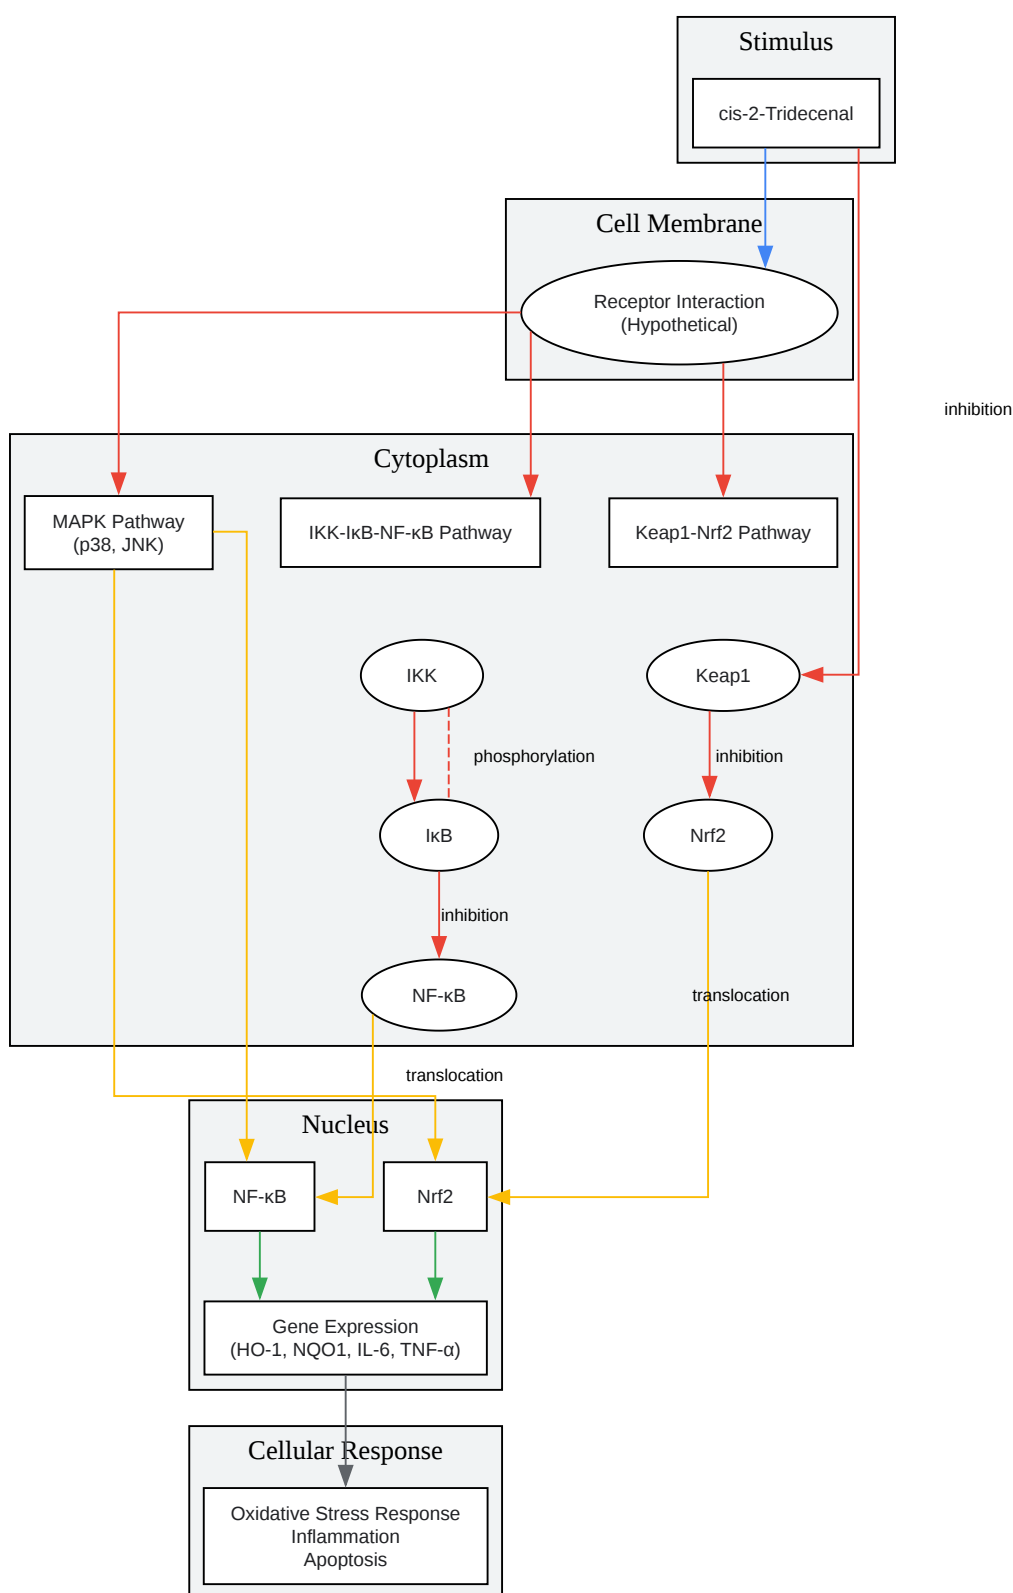 Stimulus
cis-2-Tridecenal
Cell Membrane
Receptor Interaction
(Hypothetical)
inhibition
Cytoplasm
MAPK Pathway
(p38, JNK)
IKK-IκB-NF-κB Pathway
Keap1-Nrf2 Pathway
IKK
Keap1
phosphorylation
inhibition
IκB
Nrf2
inhibition
NF-κB
translocation
translocation
Nucleus
NF-κB
Nrf2
Gene Expression
(HO-1, NQO1, IL-6, TNF-α)
Cellular Response
Oxidative Stress Response
Inflammation
Apoptosis